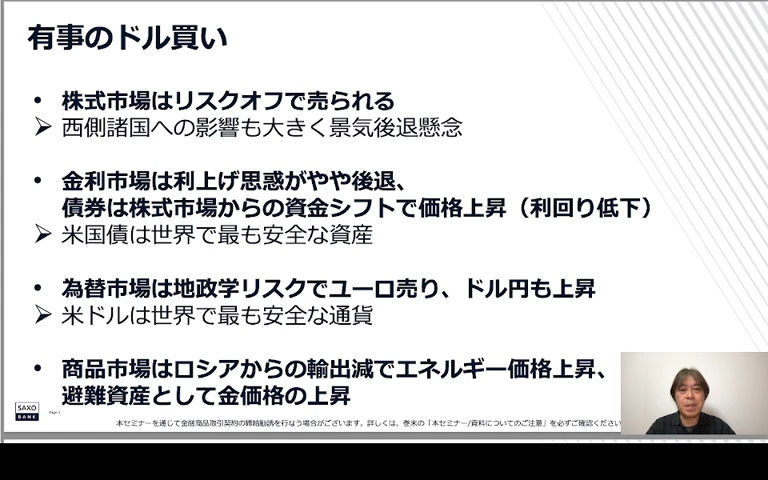 有事のドル買い
• 株式市場はリスクオフで売られる
➢ 西側諸国への影響も大きく景気後退懸念
• 金利市場は利上げ思惑がやや後退、
債券は株式市場からの資金シフトで価格上昇（利回り低下）
➢ 米国債は世界で最も安全な資産
• 為替市場は地政学リスクでユーロ売り、ドル円も上昇
➢ 米ドルは世界で最も安全な通貨
• 商品市場はロシアからの輸出減でエネルギー価格上昇、
避難資産として金価格の上昇
SAXO
BANK
Page 5
本セミナーを通じて金融商品取引契約の締結勧誘を行なう場合がございます。詳しくは、巻末の「本セミナー/資料についてのご注意」を必ずご確認ください